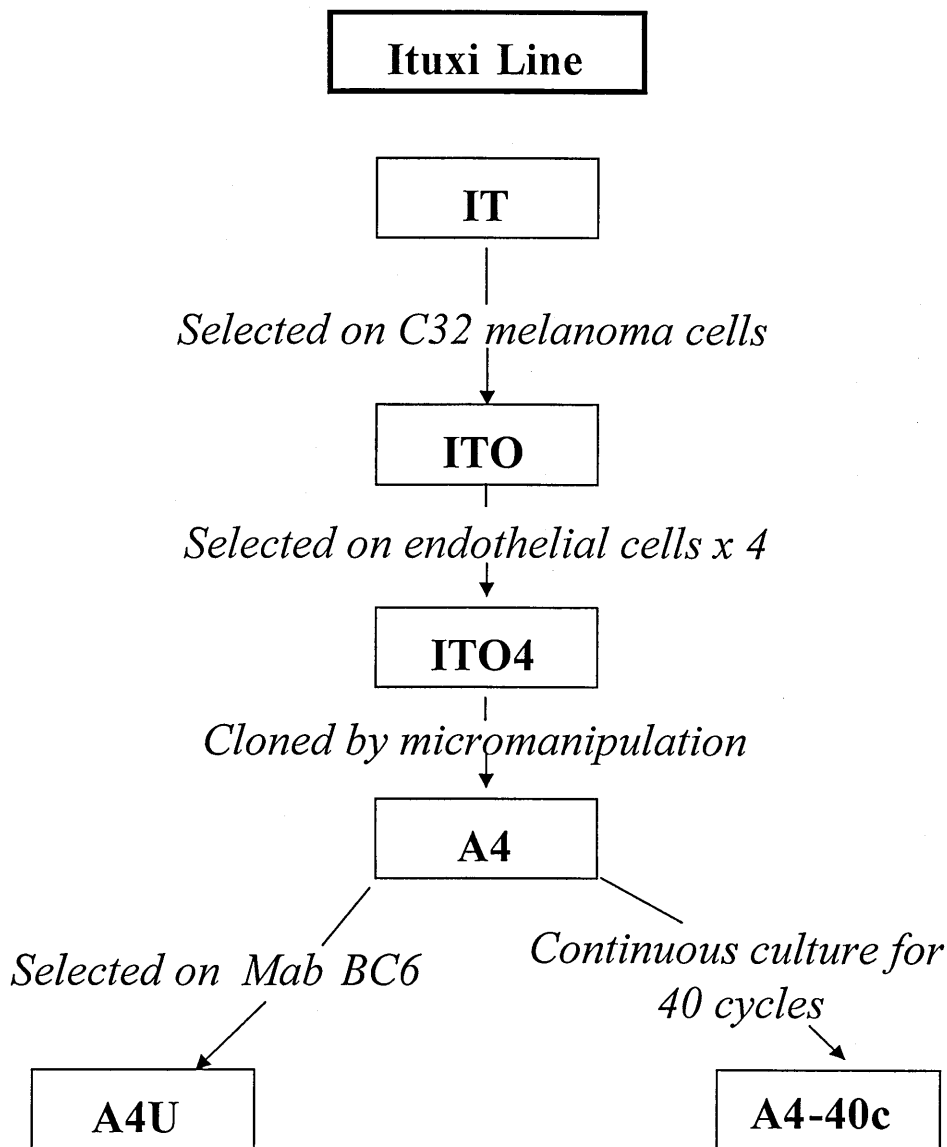 Ituxi Line
IT
Selected on C32 melanoma cells
ITO
Selected on endothelial cells x 4
ITO4
Cloned by micromanipulation
A4
Selected on Mab BC6
Continuous culture for
40 cycles
A4U
A4-40c